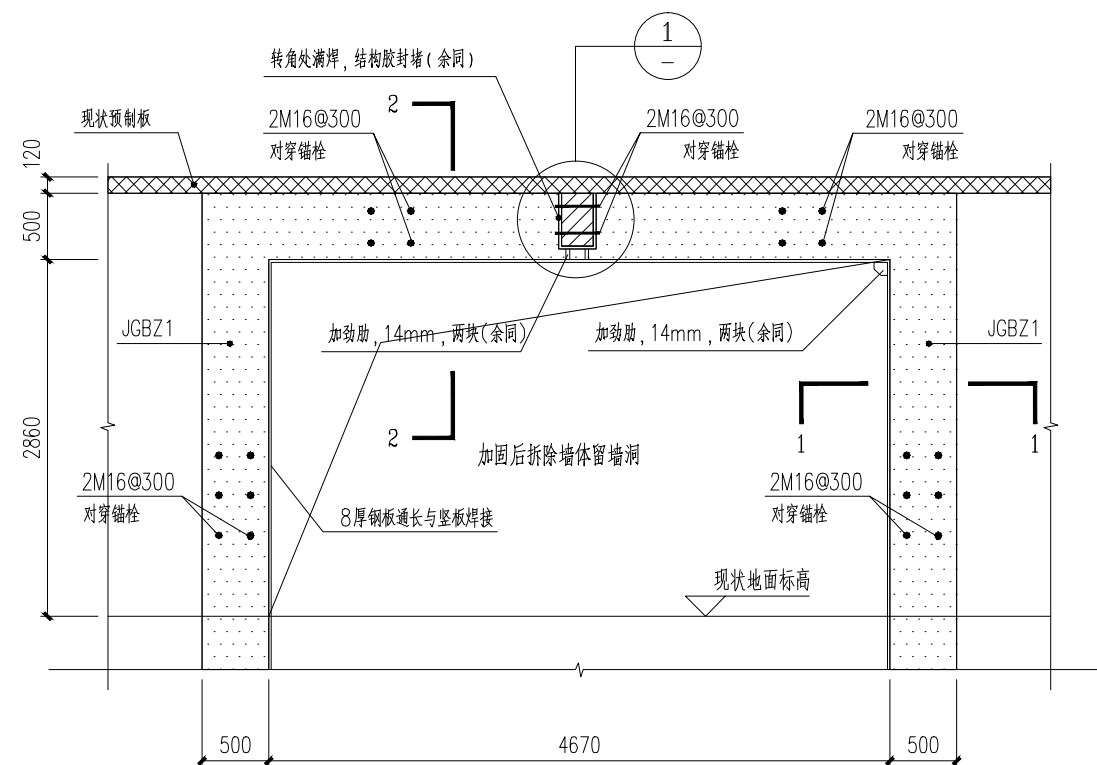 1
-
转角处满焊，结构胶封堵(余同)
2
现状预制板
2M16@300
对穿锚栓
2M16@300
对穿锚栓
2M16@300
对穿锚栓
120
500
2860
JGBZ1
加劲肋，14mm，两块(余同)
加劲肋，14mm，两块(余同)
JGBZ1
2
1
1
加固后拆除墙体留墙洞
2M16@300
对穿锚栓
8厚钢板通长与竖板焊接
2M16@300
对穿锚栓
现状地面标高
500
4670
500